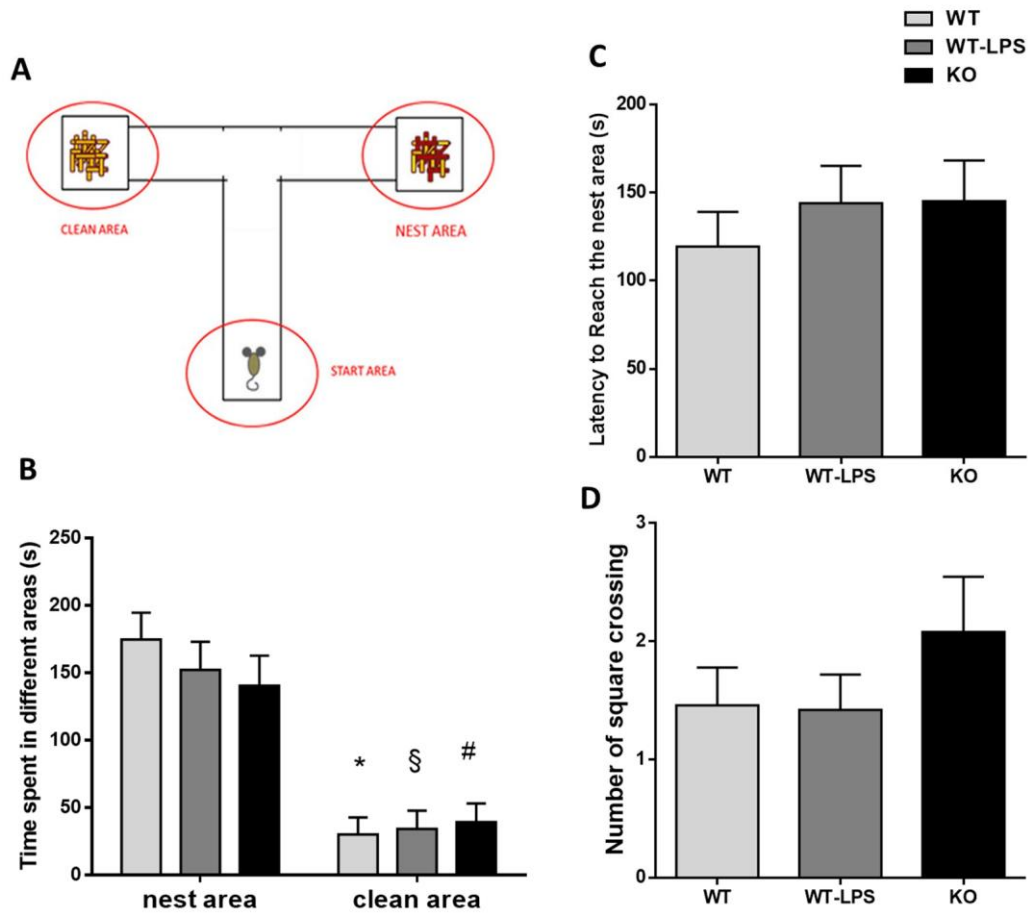 A
CLEAN AREA
NEST AREA
START AREA
B
Time spent in different areas (s)
250
200
150
100
50
0
* § #
nest area clean area
WT
WT-LPS
KO
C
Latency to Reach the nest area (s)
200
150
100
50
0
WT WT-LPS KO
D
Number of square crossing
3
2
1
0
WT WT-LPS KO